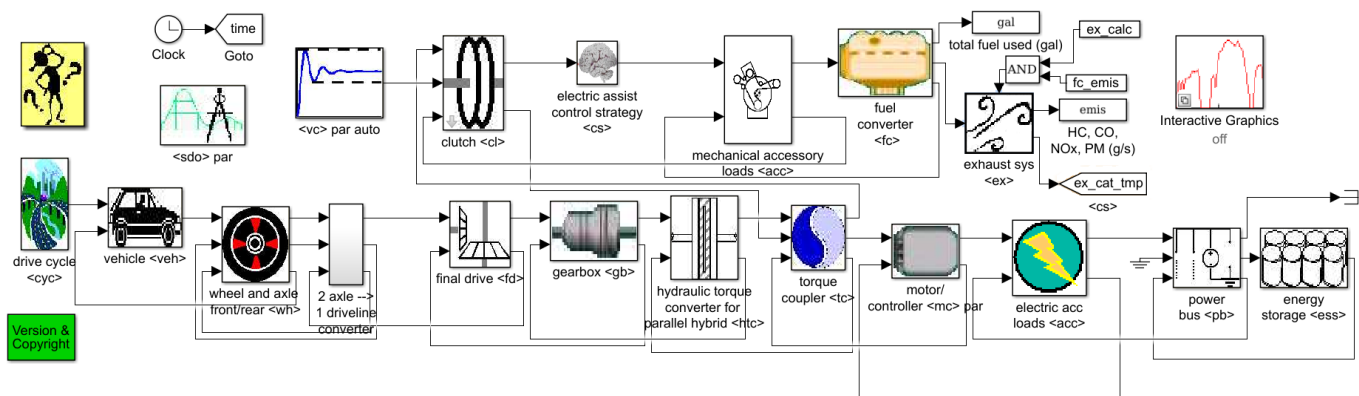 Clock
time
Goto
<sdo> par
<vc> par auto
clutch <cl>
electric assist
control strategy
<cs>
mechanical accessory
loads <acc>
fuel
converter
<fc>
gal
total fuel used (gal)
ex_calc
AND
fc_emis
emis
HC, CO,
NOx, PM (g/s)
exhaust sys
<ex>
ex_cat_tmp
<cs>
Interactive Graphics
off
drive cycle
<cyc>
vehicle <veh>
wheel and axle
front/rear <wh>
2 axle -->
1 driveline
converter
final drive <fd>
gearbox <gb>
hydraulic torque
converter for
parallel hybrid <htc>
torque
coupler <tc>
motor/
controller <mc> par
electric acc
loads <acc>
power
bus <pb>
energy
storage <ess>
Version &
Copyright